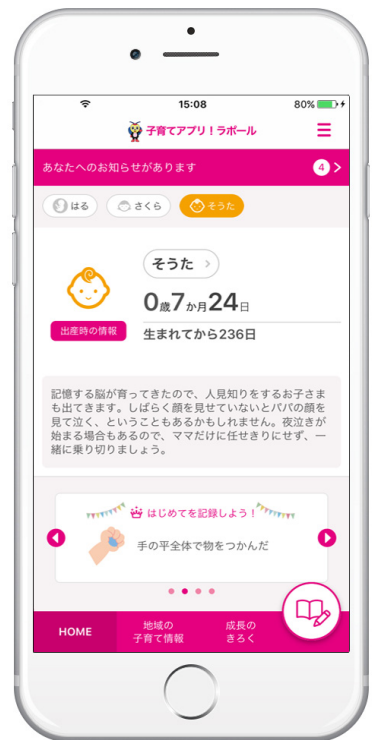 15:08
80%
子育てアプリ！ラポール
あなたへのお知らせがあります
4
はる
さくら
そうた
そうた
0歳7か月24日
出産時の情報
生まれてから236日
記憶する脳が育ってきたので、人見知りをするお子さま
も出てきます。しばらく顔を見せていないとパパの顔を
見て泣く、ということもあるかもしれません。夜泣きが
始まる場合もあるので、ママだけに任せきりにせず、一
緒に乗り切りましょう。
はじめてを記録しよう！
手の平全体で物をつかんだ
HOME
地域の
子育て情報
成長の
きろく